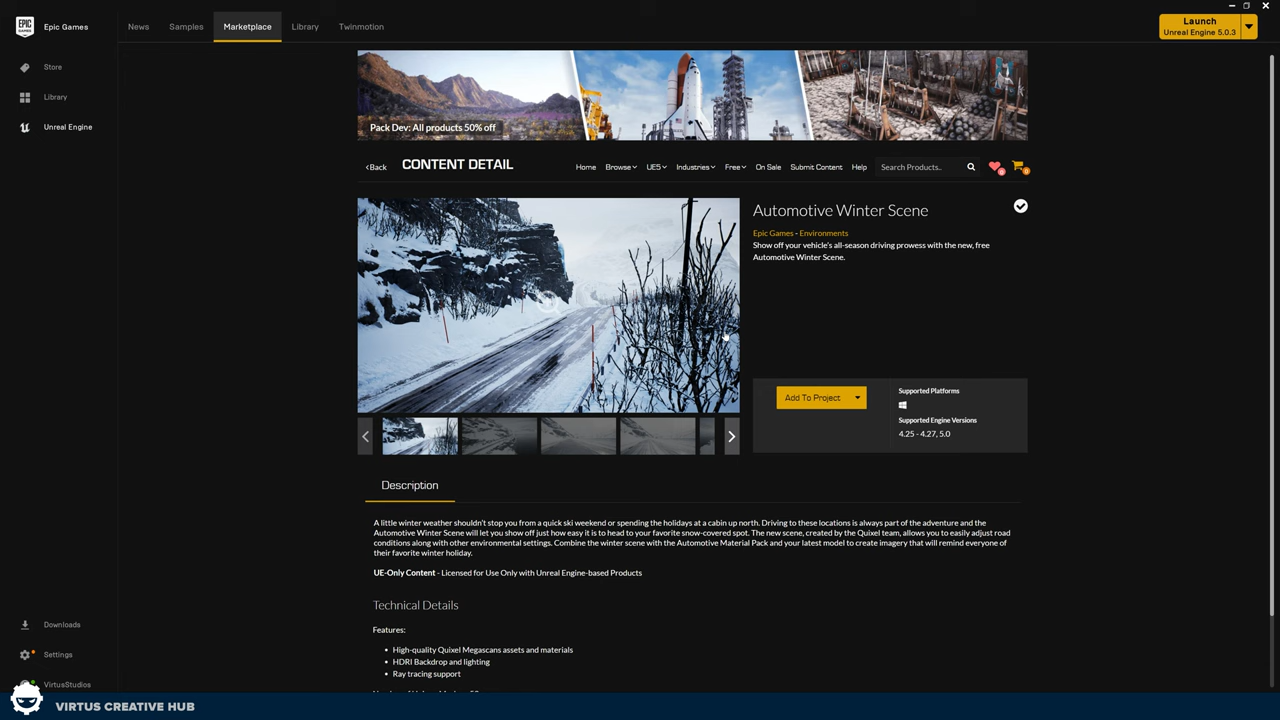 EPIC GAMES
Epic Games
News
Samples
Marketplace
Library
Twinmotion
Launch
Unreal Engine 5.0.3
Store
Library
Unreal Engine
Pack Dev: All products 50% off
Back
CONTENT DETAIL
Home
Browse
UE5
Industries
Free
On Sale
Submit Content
Help
Search Products..
0
0
Automotive Winter Scene
Epic Games - Environments
Show off your vehicle's all-season driving prowess with the new, free
Automotive Winter Scene.
Add To Project
Supported Platforms
Supported Engine Versions
4.25 - 4.27, 5.0
Description
A little winter weather shouldn't stop you from a quick ski weekend or spending the holidays at a cabin up north. Driving to these locations is always part of the adventure and the
Automotive Winter Scene will let you show off just how easy it is to head to your favorite snow-covered spot. The new scene, created by the Quixel team, allows you to easily adjust road
conditions along with other environmental settings. Combine the winter scene with the Automotive Material Pack and your latest model to create imagery that will remind everyone of
their favorite winter holiday.
UE-Only Content - Licensed for Use Only with Unreal Engine-based Products
Technical Details
Features:
High-quality Quixel Megascans assets and materials
HDRI Backdrop and lighting
Ray tracing support
Downloads
Settings
VirtusStudios
VIRTUS CREATIVE HUB